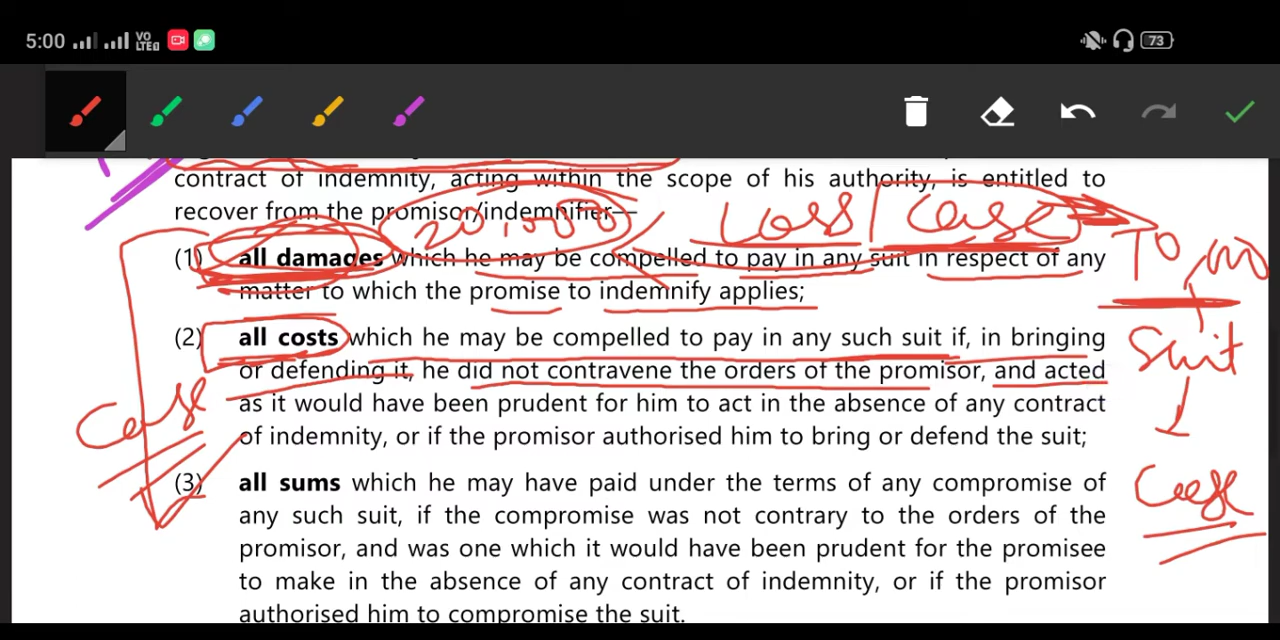 5:00 VO LTE 73
contract of indemnity, acting within the scope of his authority, is entitled to
recover from the promisor/indemnifier—
20,000 Loss Case
(1) all damages which he may be compelled to pay in any suit in respect of any
matter to which the promise to indemnify applies;
(2) all costs which he may be compelled to pay in any such suit if, in bringing
Suit
or defending it, he did not contravene the orders of the promisor, and acted
as it would have been prudent for him to act in the absence of any contract
Case
of indemnity, or if the promisor authorised him to bring or defend the suit;
(3) all sums which he may have paid under the terms of any compromise of
Case
any such suit, if the compromise was not contrary to the orders of the
promisor, and was one which it would have been prudent for the promisee
to make in the absence of any contract of indemnity, or if the promisor
authorised him to compromise the suit.